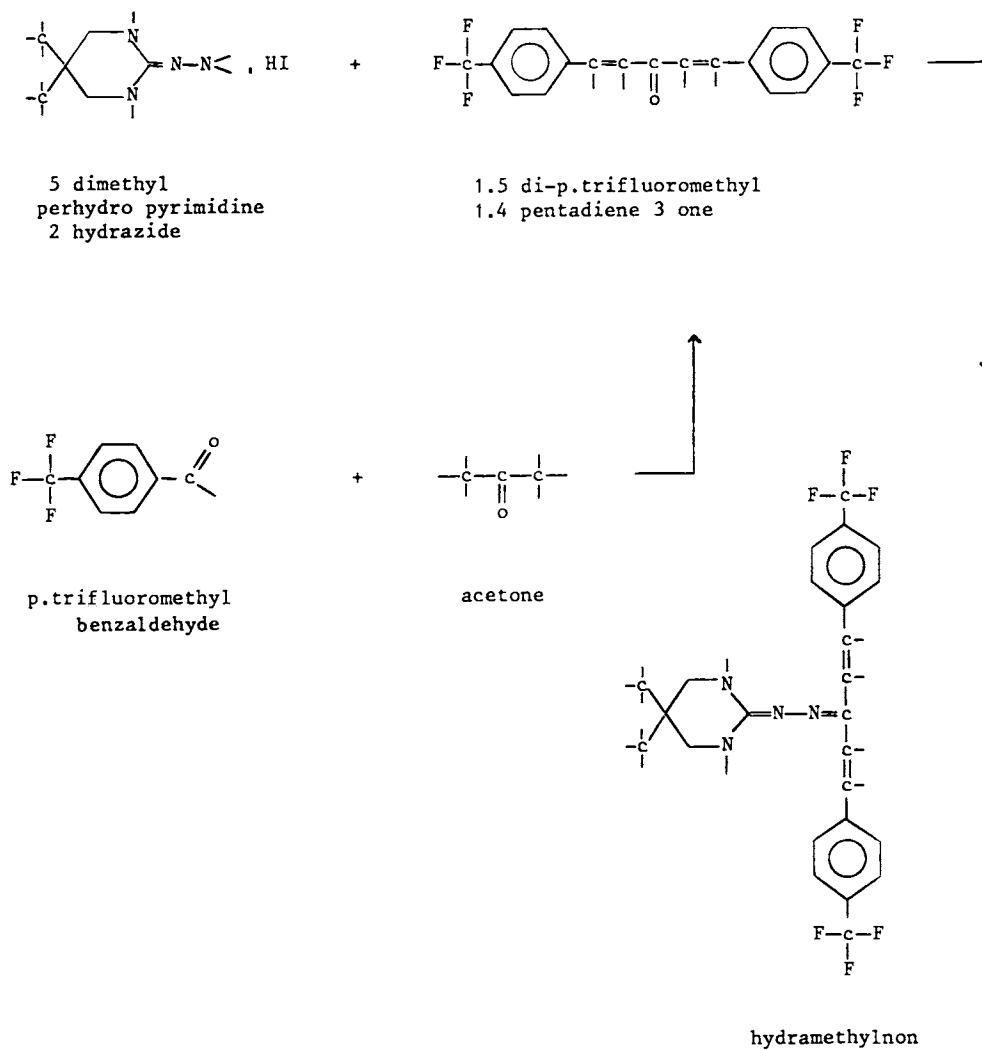 5 dimethyl
perhydro pyrimidine
2 hydrazide
, HI
+
1.5 di-p.trifluoromethyl
1.4 pentadiene 3 one
p.trifluoromethyl
benzaldehyde
+
acetone
hydramethylnon